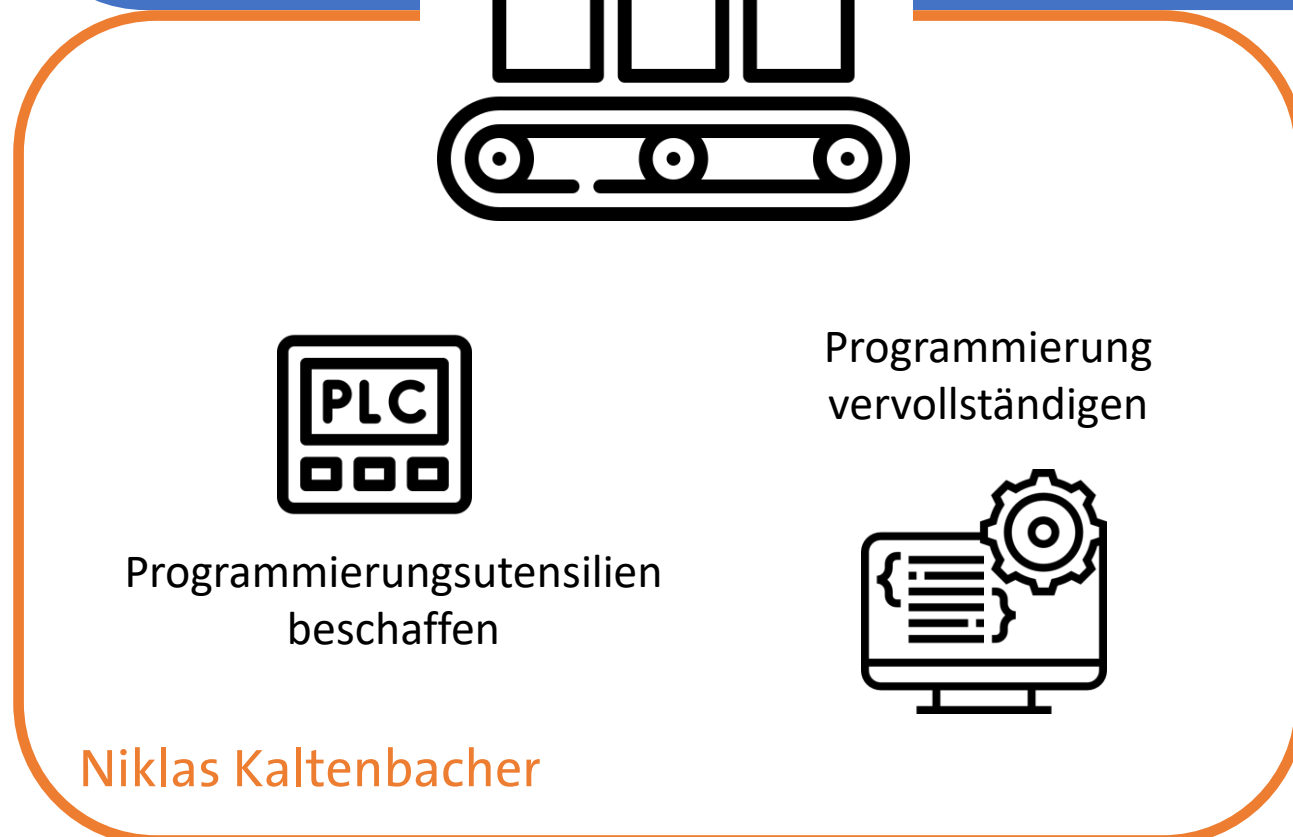 PLC
Programmierung
vervollständigen
Programmierungsutensilien
beschaffen
Niklas Kaltenbacher